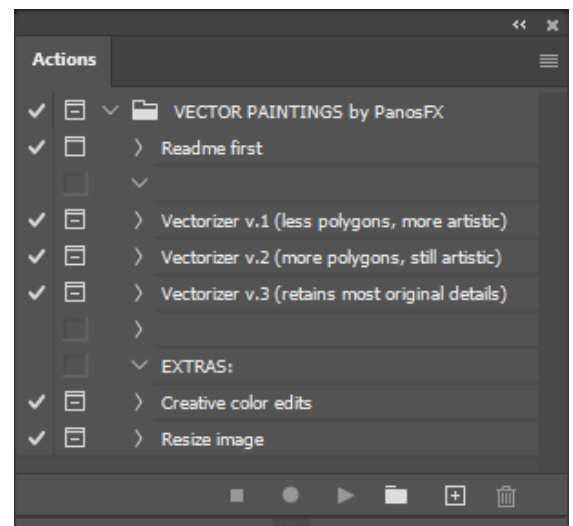 Actions
VECTOR PAINTINGS by PanosFX
Readme first
Vectorizer v.1 (less polygons, more artistic)
Vectorizer v.2 (more polygons, still artistic)
Vectorizer v.3 (retains most original details)
EXTRAS:
Creative color edits
Resize image